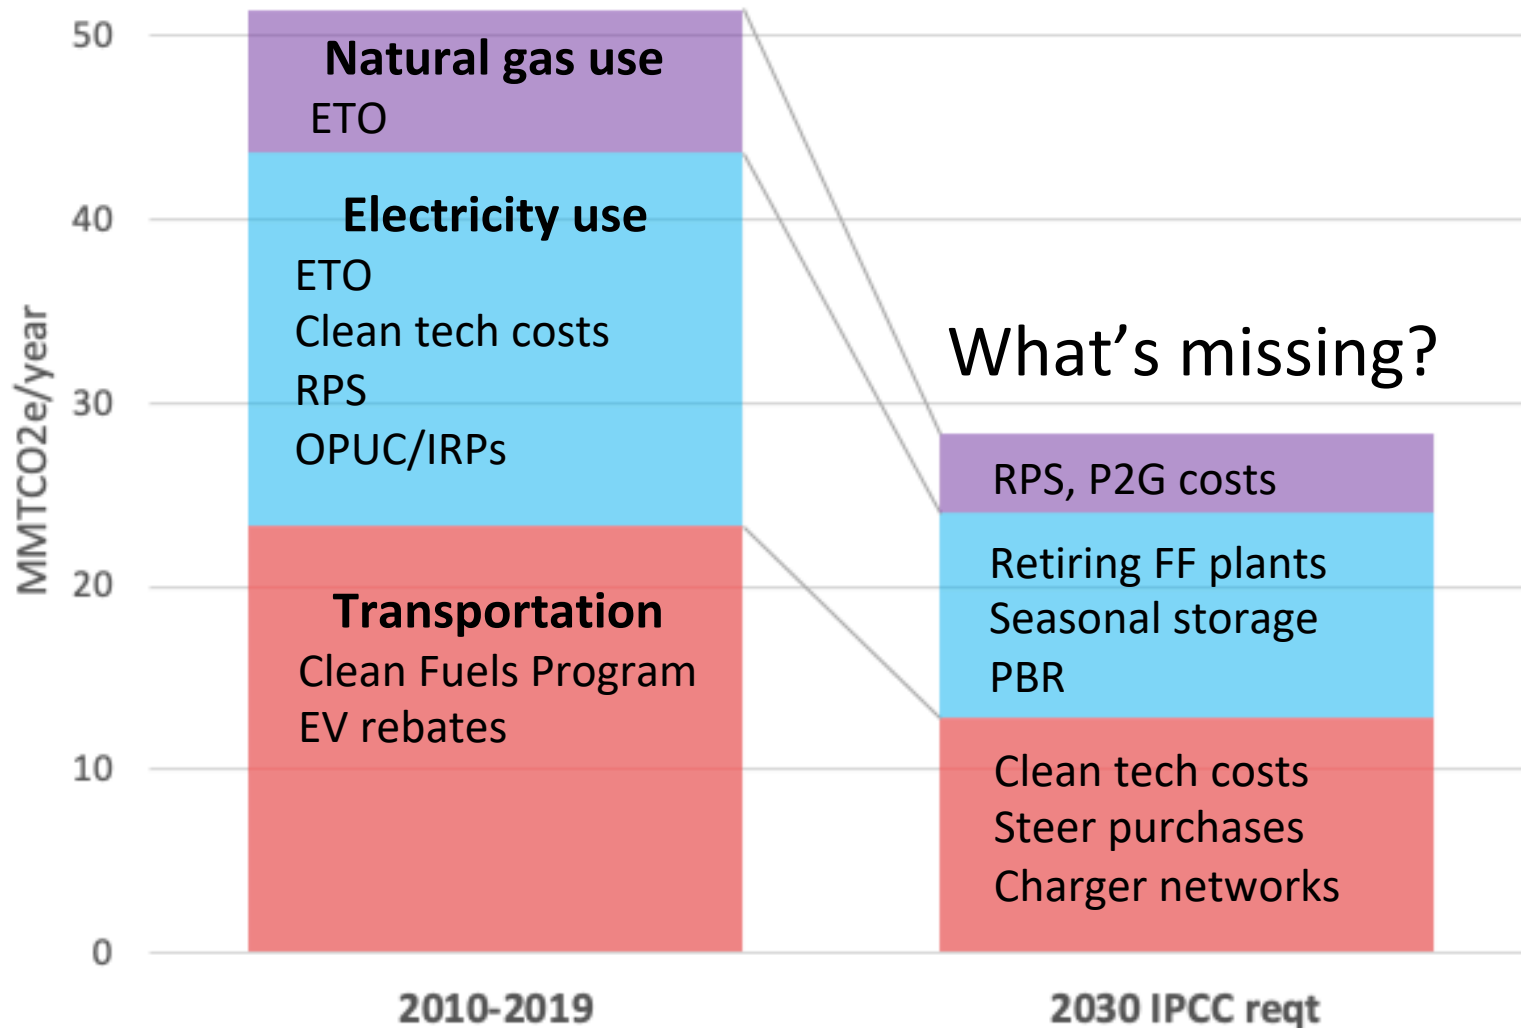 50
40
30
20
10
0
MMTCO2e/year
Natural gas use
ETO
Electricity use
ETO
Clean tech costs
RPS
OPUC/IRPs
Transportation
Clean Fuels Program
EV rebates
What's missing?
RPS, P2G costs
Retiring FF plants
Seasonal storage
PBR
Clean tech costs
Steer purchases
Charger networks
2010-2019
2030 IPCC reqt